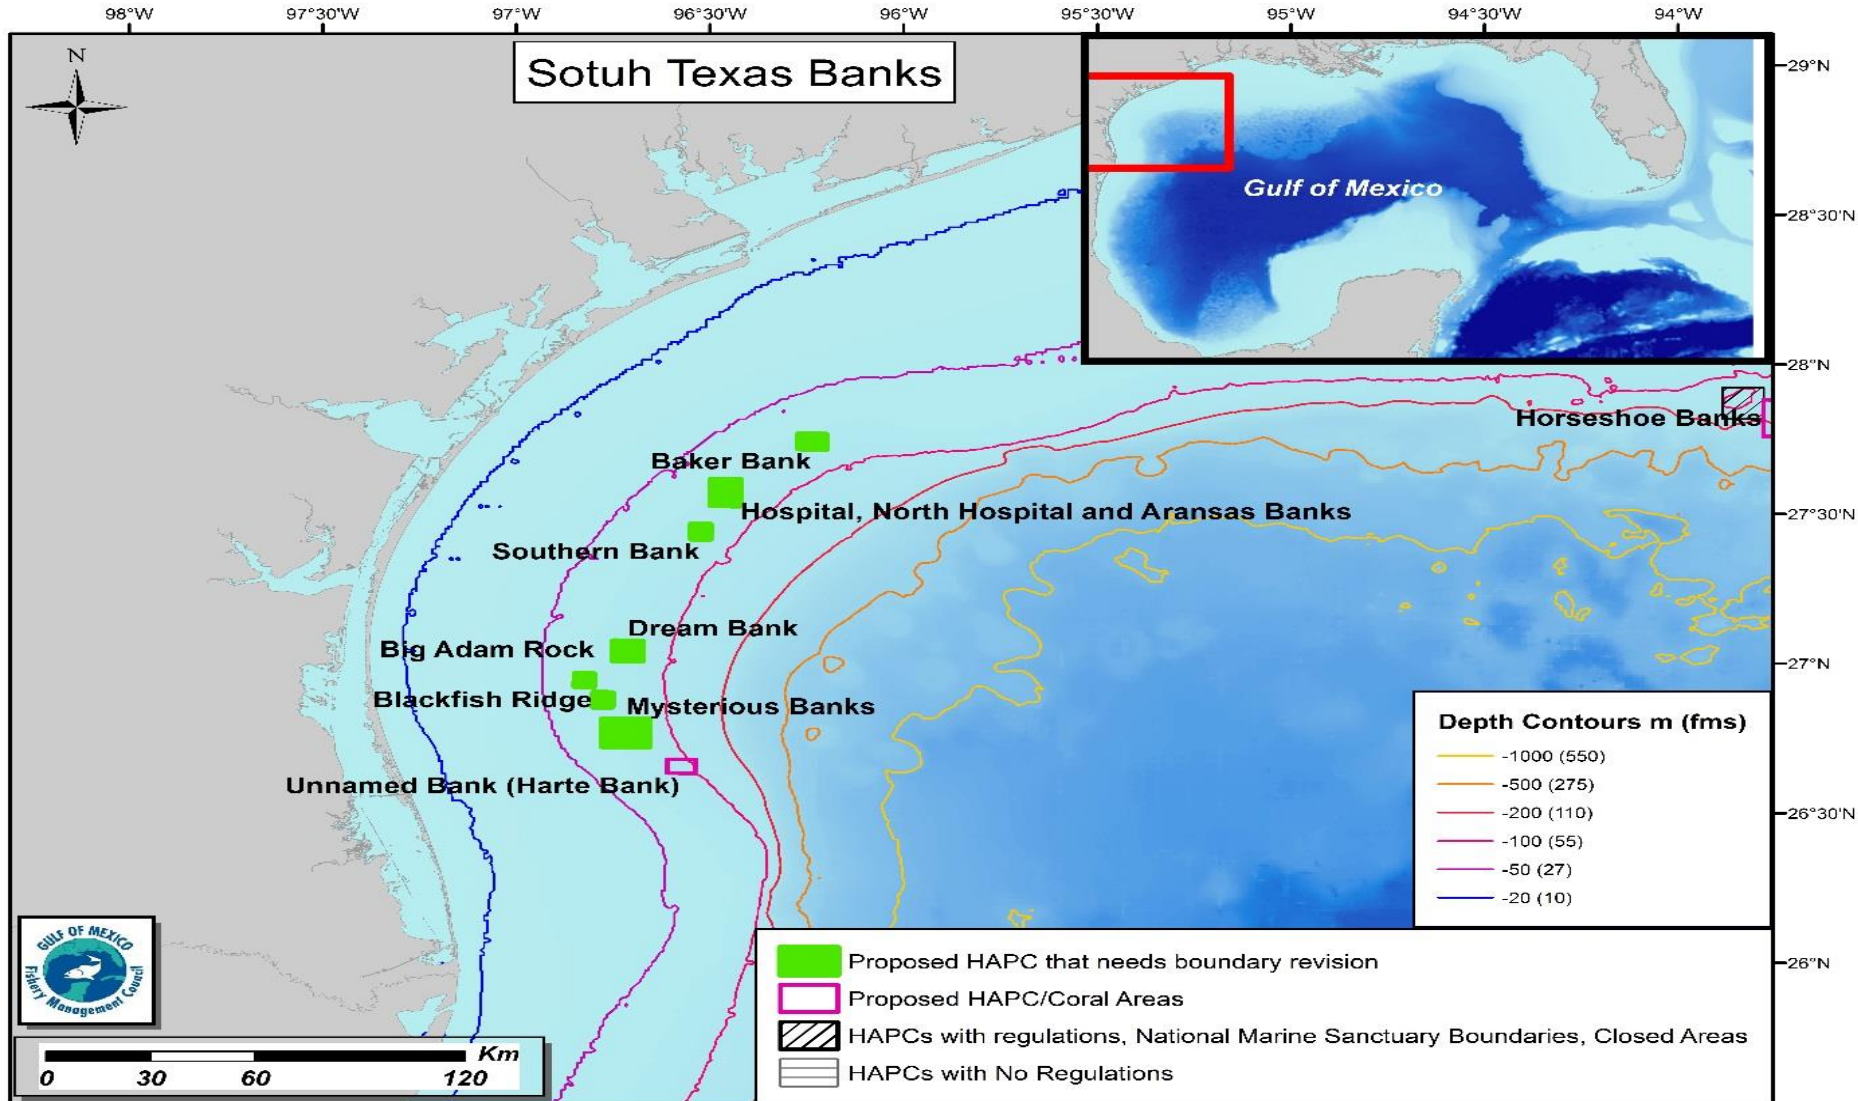 98°W 97°30'W 97°W 96°30'W 96°W 95°30'W 95°W 94°30'W 94°W
N
Sotuh Texas Banks
29°N
Gulf of Mexico
28°30'N
28°N
Horseshoe Banks
Baker Bank
Hospital, North Hospital and Aransas Banks
27°30'N
Southern Bank
Dream Bank
Big Adam Rock
27°N
Blackfish Ridge
Mysterious Banks
Unnamed Bank (Harte Bank)
26°30'N
26°N
Depth Contours m (fms)
-1000 (550)
-500 (275)
-200 (110)
-100 (55)
-50 (27)
-20 (10)
GULF OF MEXICO
Fishery Management Council
Km
0 30 60 120
Proposed HAPC that needs boundary revision
Proposed HAPC/Coral Areas
HAPCs with regulations, National Marine Sanctuary Boundaries, Closed Areas
HAPCs with No Regulations